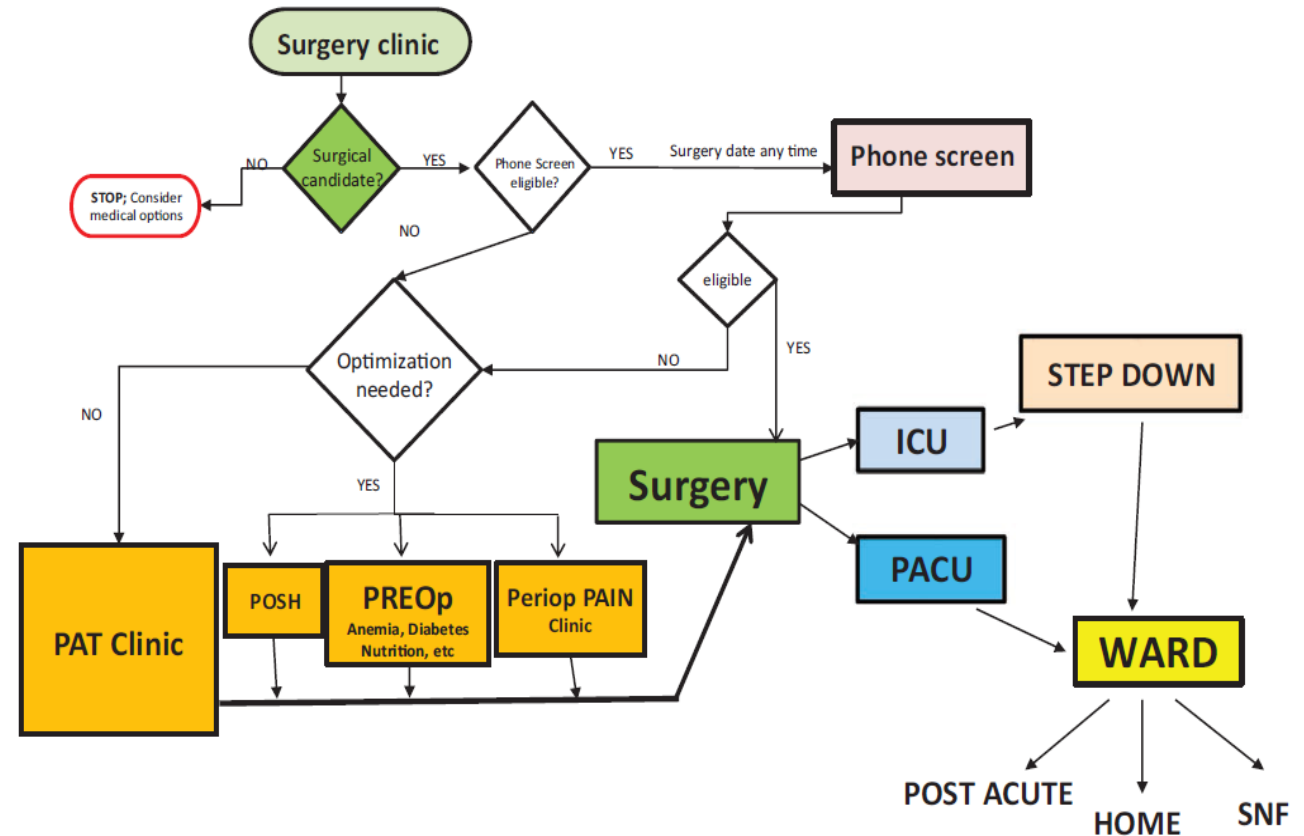 Surgery clinic
Surgical
candidate?
NO
STOP; Consider
medical options
YES
Phone Screen
eligible?
YES
Surgery date any time
Phone screen
NO
eligible
NO
YES
Optimization
needed?
NO
YES
PAT Clinic
POSH
PREOp
Anemia, Diabetes
Nutrition, etc
Periop PAIN
Clinic
Surgery
ICU
STEP DOWN
PACU
WARD
POST ACUTE
HOME
SNF